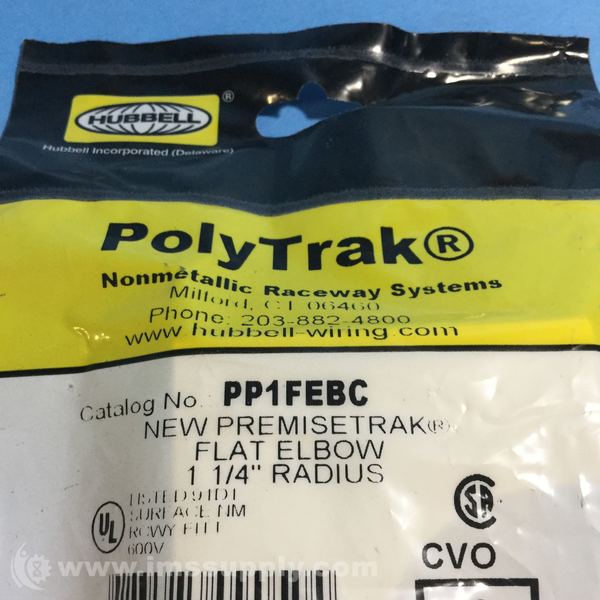 HUBBELL®
Hubbell Incorporated (Delaware)
PolyTrak®
Nonmetallic Raceway Systems
Milford, CT 06460
Phone: 203-882-4800
www.hubbell-wiring.com
Catalog No. PP1FEBC
NEW PREMISETRAK®
FLAT ELBOW
1 1/4" RADIUS
LISTED 91D1
SURFACE NM
RCWY FITT
600V
UL
SA
CVO
www.imssupply.com